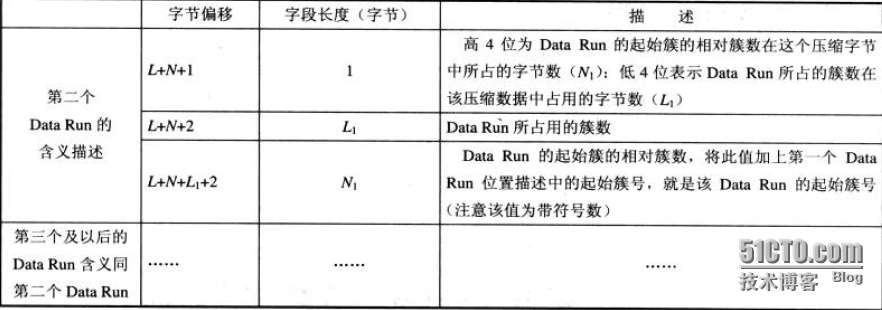 字节偏移 字段长度（字节） 描 述
第二个
Data Run 的
含义描述
L+N+1
1
高 4 位为 Data Run 的起始簇的相对簇数在这个压缩字节
中所占的字节数（N₁）；低 4 位表示 Data Run 所占的簇数在
该压缩数据中占用的字节数（L₁）
L+N+2
L₁
Data Run 所占用的簇数
L+N+L₁+2
N₁
Data Run 的起始簇的相对簇数，将此值加上第一个 Data
Run 位置描述中的起始簇号，就是该 Data Run 的起始簇号
（注意该值为带符号数）
第三个及以后的
Data Run 含义同
第二个 Data Run
……
……
……
51CTO.com
技术博客 Blog